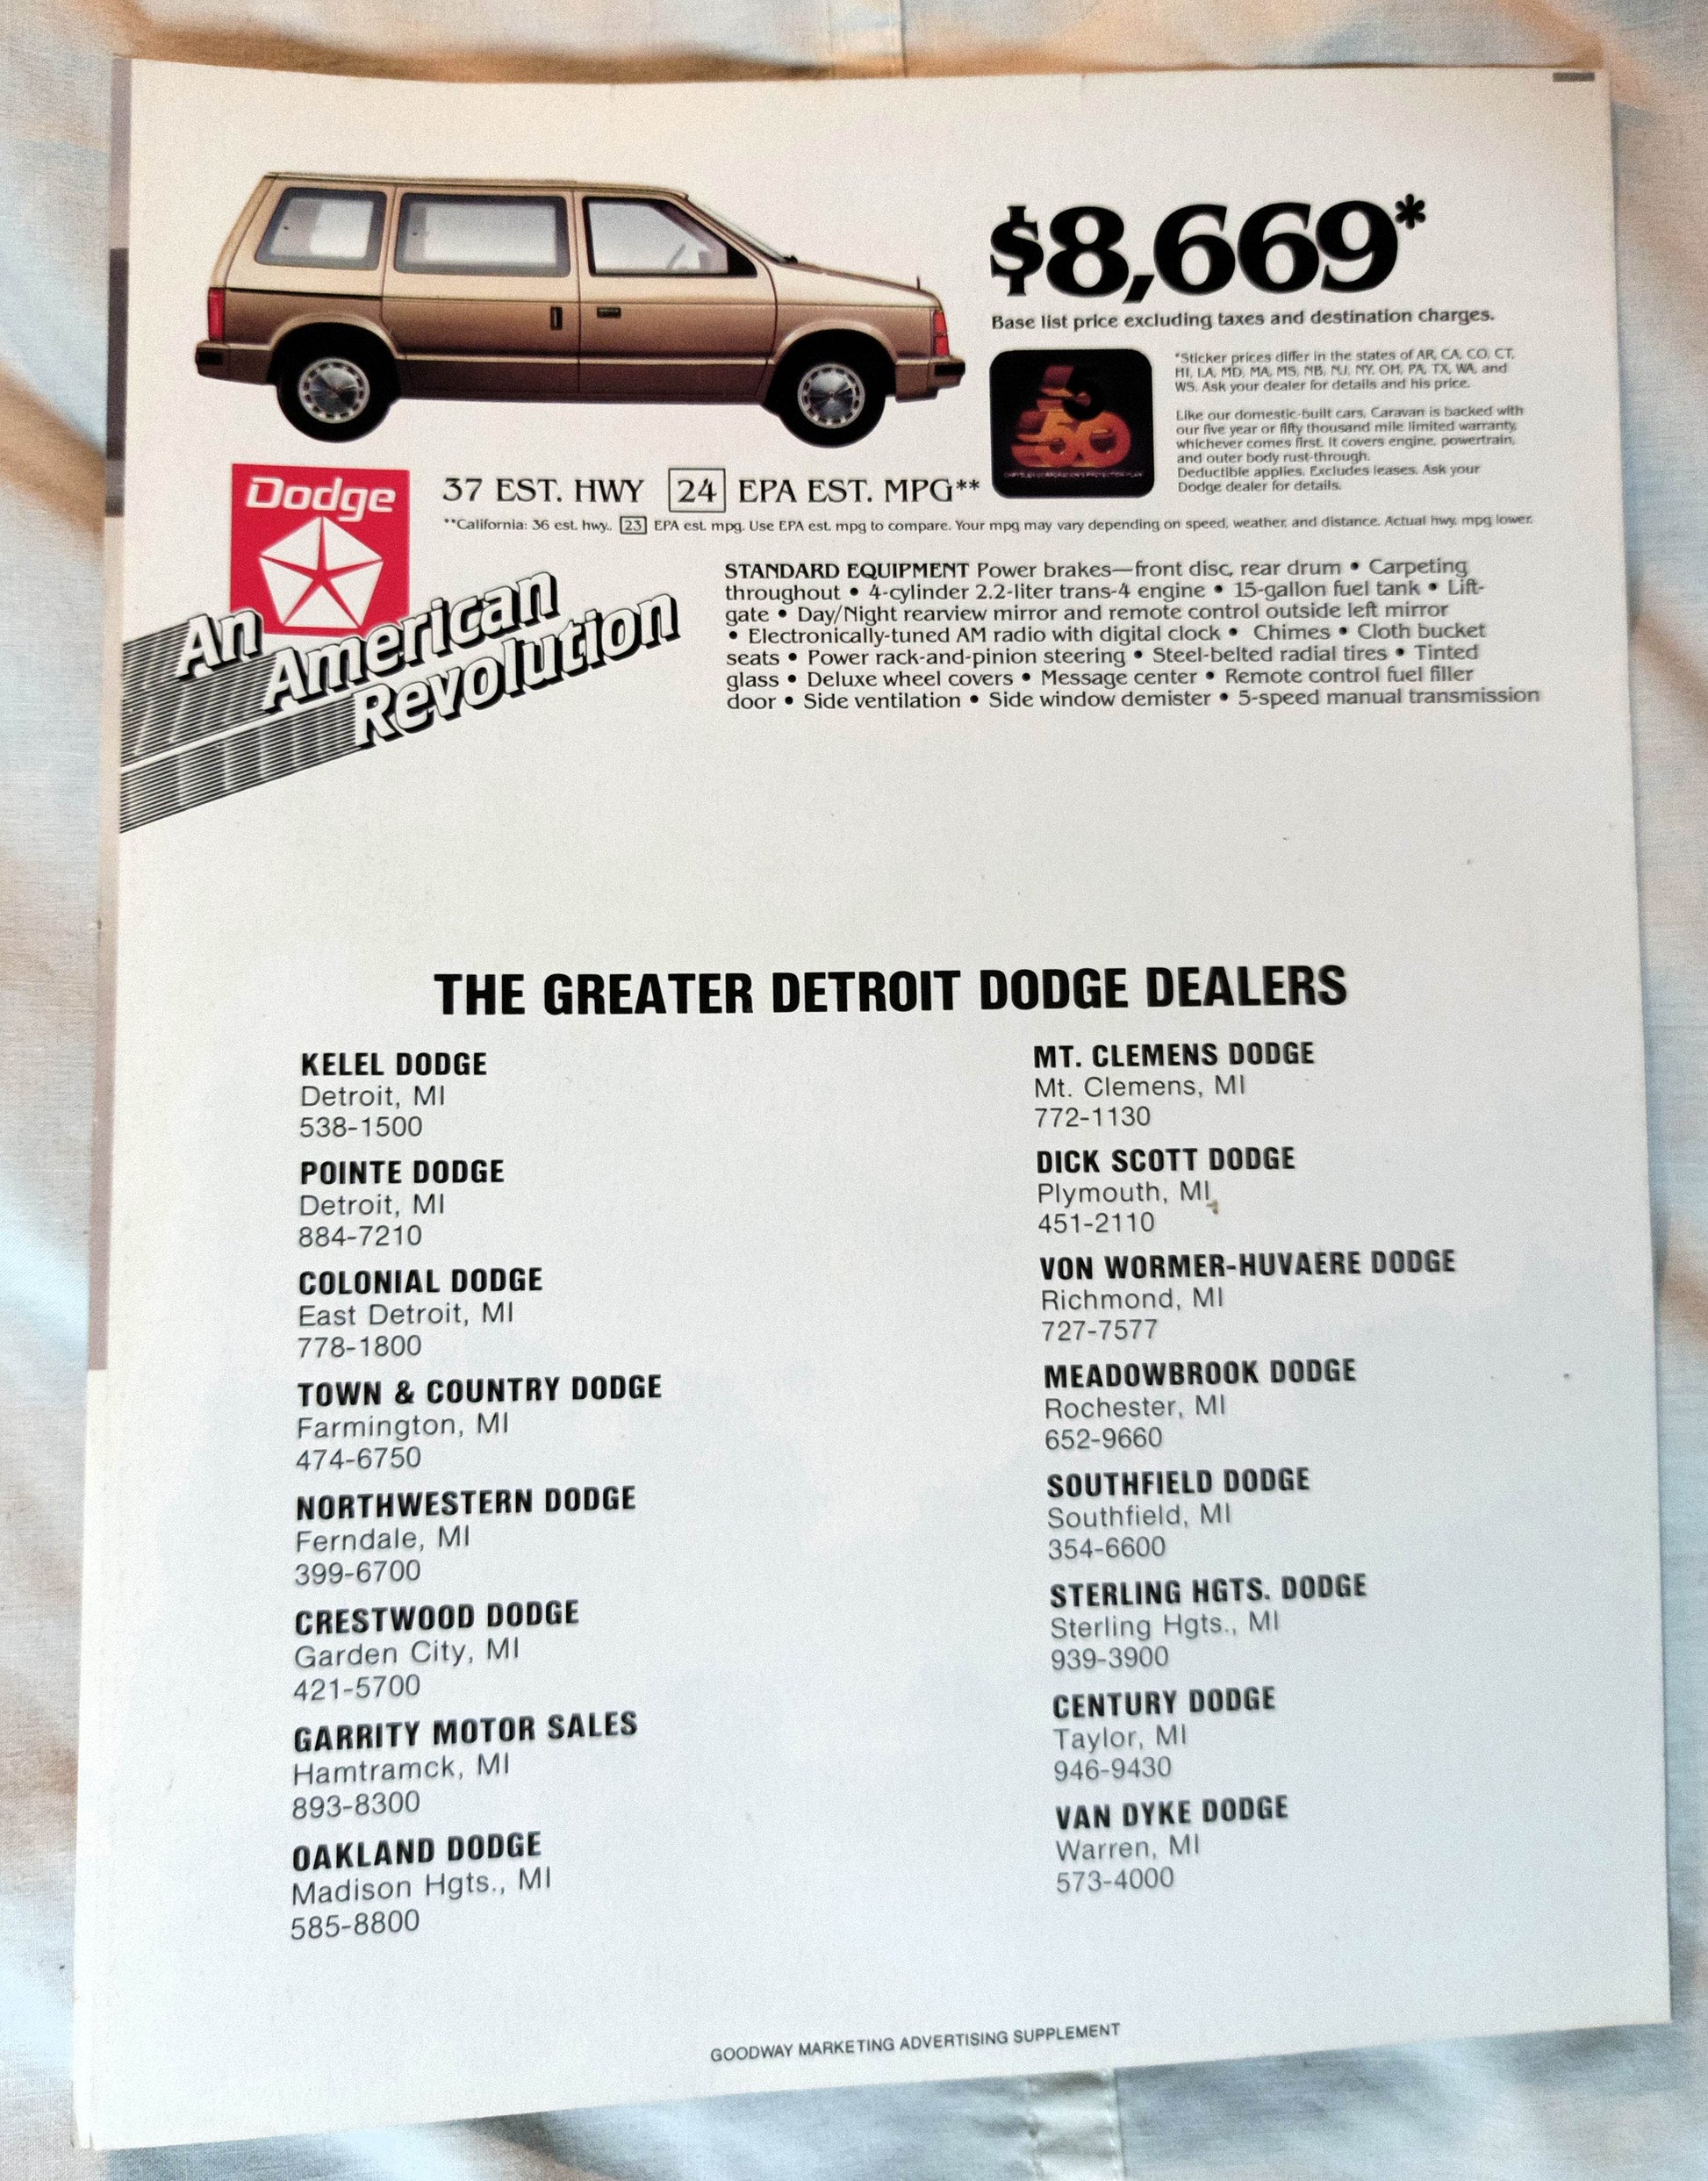 $8,669*
Base list price excluding taxes and destination charges.
*Sticker prices differ in the states of AR, CA, CO, CT,
HI, LA, MD, MA, MS, NB, NJ, NY, OH, PA, TX, WA, and
WS. Ask your dealer for details and his price.
Like our domestic-built cars, Caravan is backed with
our five year or fifty thousand mile limited warranty,
whichever comes first. It covers engine, powertrain,
and outer body rust-through.
Deductible applies. Excludes leases. Ask your
Dodge dealer for details.
5
50
Dodge
37 EST. HWY 24 EPA EST. MPG**
**California: 36 est. hwy., 23 EPA est. mpg. Use EPA est. mpg to compare. Your mpg may vary depending on speed, weather, and distance. Actual hwy. mpg lower.
An
American
Revolution
STANDARD EQUIPMENT Power brakes—front disc, rear drum • Carpeting
throughout • 4-cylinder 2.2-liter trans-4 engine • 15-gallon fuel tank • Lift-
gate • Day/Night rearview mirror and remote control outside left mirror
• Electronically-tuned AM radio with digital clock • Chimes • Cloth bucket
seats • Power rack-and-pinion steering • Steel-belted radial tires • Tinted
glass • Deluxe wheel covers • Message center • Remote control fuel filler
door • Side ventilation • Side window demister • 5-speed manual transmission
THE GREATER DETROIT DODGE DEALERS
KELEL DODGE
Detroit, MI
538-1500
POINTE DODGE
Detroit, MI
884-7210
COLONIAL DODGE
East Detroit, MI
778-1800
TOWN & COUNTRY DODGE
Farmington, MI
474-6750
NORTHWESTERN DODGE
Ferndale, MI
399-6700
CRESTWOOD DODGE
Garden City, MI
421-5700
GARRITY MOTOR SALES
Hamtramck, MI
893-8300
OAKLAND DODGE
Madison Hgts., MI
585-8800
MT. CLEMENS DODGE
Mt. Clemens, MI
772-1130
DICK SCOTT DODGE
Plymouth, MI
451-2110
VON WORMER-HUVAERE DODGE
Richmond, MI
727-7577
MEADOWBROOK DODGE
Rochester, MI
652-9660
SOUTHFIELD DODGE
Southfield, MI
354-6600
STERLING HGTS. DODGE
Sterling Hgts., MI
939-3900
CENTURY DODGE
Taylor, MI
946-9430
VAN DYKE DODGE
Warren, MI
573-4000
GOODWAY MARKETING ADVERTISING SUPPLEMENT